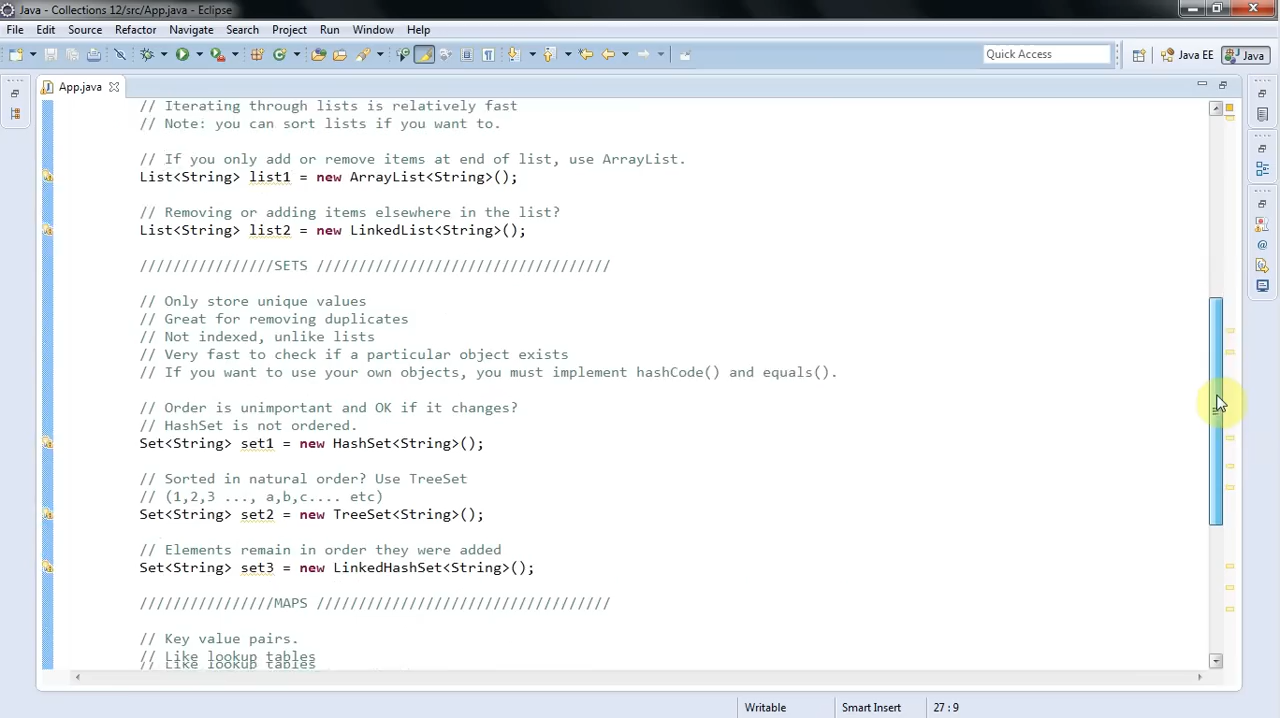 Java - Collections 12/src/App.java - Eclipse
File Edit Source Refactor Navigate Search Project Run Window Help
Quick Access
Java EE
Java
App.java
// Iterating through lists is relatively fast
// Note: you can sort lists if you want to.
// If you only add or remove items at end of list, use ArrayList.
List<String> list1 = new ArrayList<String>();
// Removing or adding items elsewhere in the list?
List<String> list2 = new LinkedList<String>();
////////////////SETS ///////////////////////////////////
// Only store unique values
// Great for removing duplicates
// Not indexed, unlike lists
// Very fast to check if a particular object exists
// If you want to use your own objects, you must implement hashCode() and equals().
// Order is unimportant and OK if it changes?
// HashSet is not ordered.
Set<String> set1 = new HashSet<String>();
// Sorted in natural order? Use TreeSet
// (1,2,3 ..., a,b,c.... etc)
Set<String> set2 = new TreeSet<String>();
// Elements remain in order they were added
Set<String> set3 = new LinkedHashSet<String>();
////////////////MAPS ///////////////////////////////////
// Key value pairs.
// Like lookup tables
// Like lookup tables
Writable
Smart Insert
27 : 9